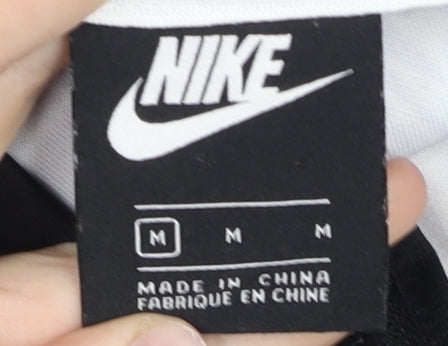 NIKE
M M M
MADE IN CHINA
FABRIQUE EN CHINE